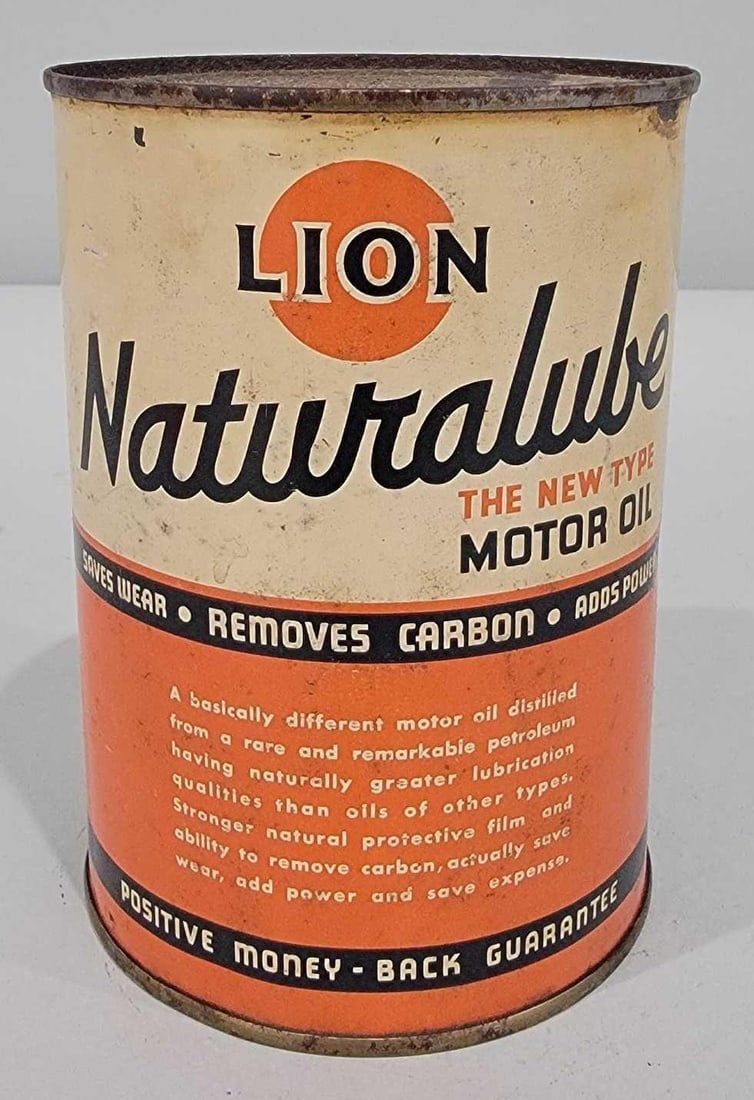 LION
Naturalube
THE NEW TYPE
MOTOR OIL
SAVES WEAR • REMOVES CARBON • ADDS POWER
A basically different motor oil distilled
from a rare and remarkable petroleum
having naturally greater lubrication
qualities than oils of other types.
Stronger natural protective film and
ability to remove carbon, actually save
wear, add power and save expense.
POSITIVE MONEY-BACK GUARANTEE